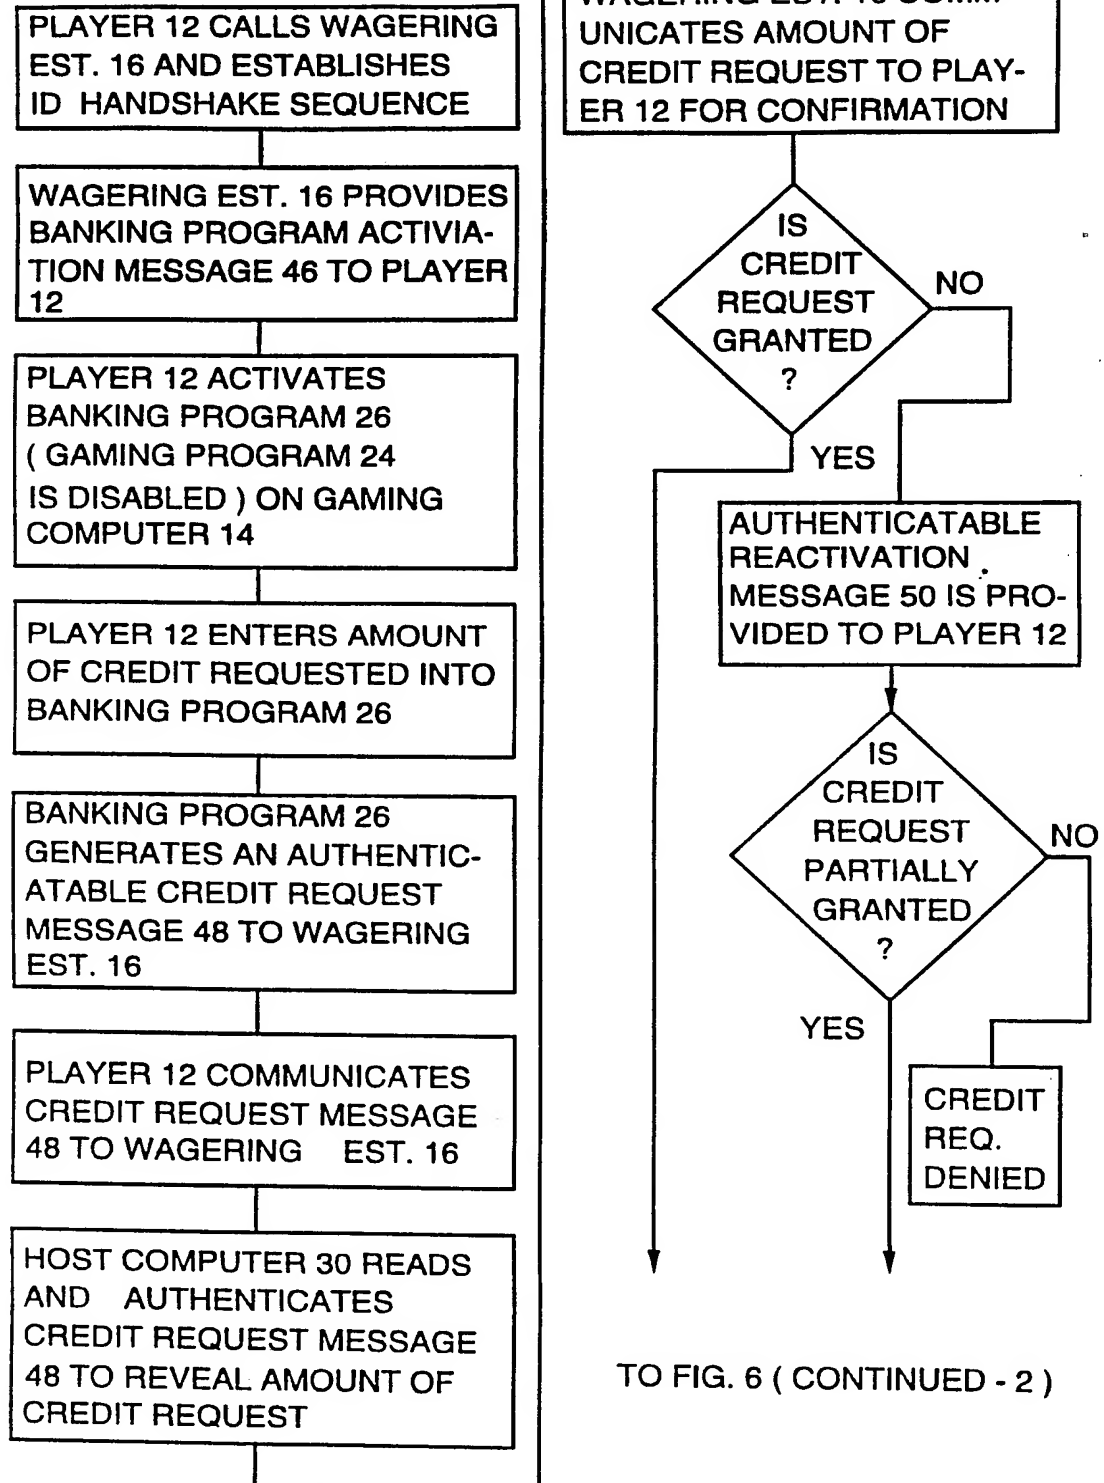 PLAYER 12 CALLS WAGERING
EST. 16 AND ESTABLISHES
ID HANDSHAKE SEQUENCE
WAGERING EST. 16 PROVIDES
BANKING PROGRAM ACTIVIA-
TION MESSAGE 46 TO PLAYER
12
PLAYER 12 ACTIVATES
BANKING PROGRAM 26
( GAMING PROGRAM 24
IS DISABLED ) ON GAMING
COMPUTER 14
PLAYER 12 ENTERS AMOUNT
OF CREDIT REQUESTED INTO
BANKING PROGRAM 26
BANKING PROGRAM 26
GENERATES AN AUTHENTIC-
ATABLE CREDIT REQUEST
MESSAGE 48 TO WAGERING
EST. 16
PLAYER 12 COMMUNICATES
CREDIT REQUEST MESSAGE
48 TO WAGERING EST. 16
HOST COMPUTER 30 READS
AND AUTHENTICATES
CREDIT REQUEST MESSAGE
48 TO REVEAL AMOUNT OF
CREDIT REQUEST
WAGERING EST. 16 COMM-
UNICATES AMOUNT OF
CREDIT REQUEST TO PLAY-
ER 12 FOR CONFIRMATION
IS
CREDIT
REQUEST
GRANTED
?
NO
YES
AUTHENTICATABLE
REACTIVATION
MESSAGE 50 IS PRO-
VIDED TO PLAYER 12
IS
CREDIT
REQUEST
PARTIALLY
GRANTED
?
NO
YES
CREDIT
REQ.
DENIED
TO FIG. 6 ( CONTINUED - 2 )